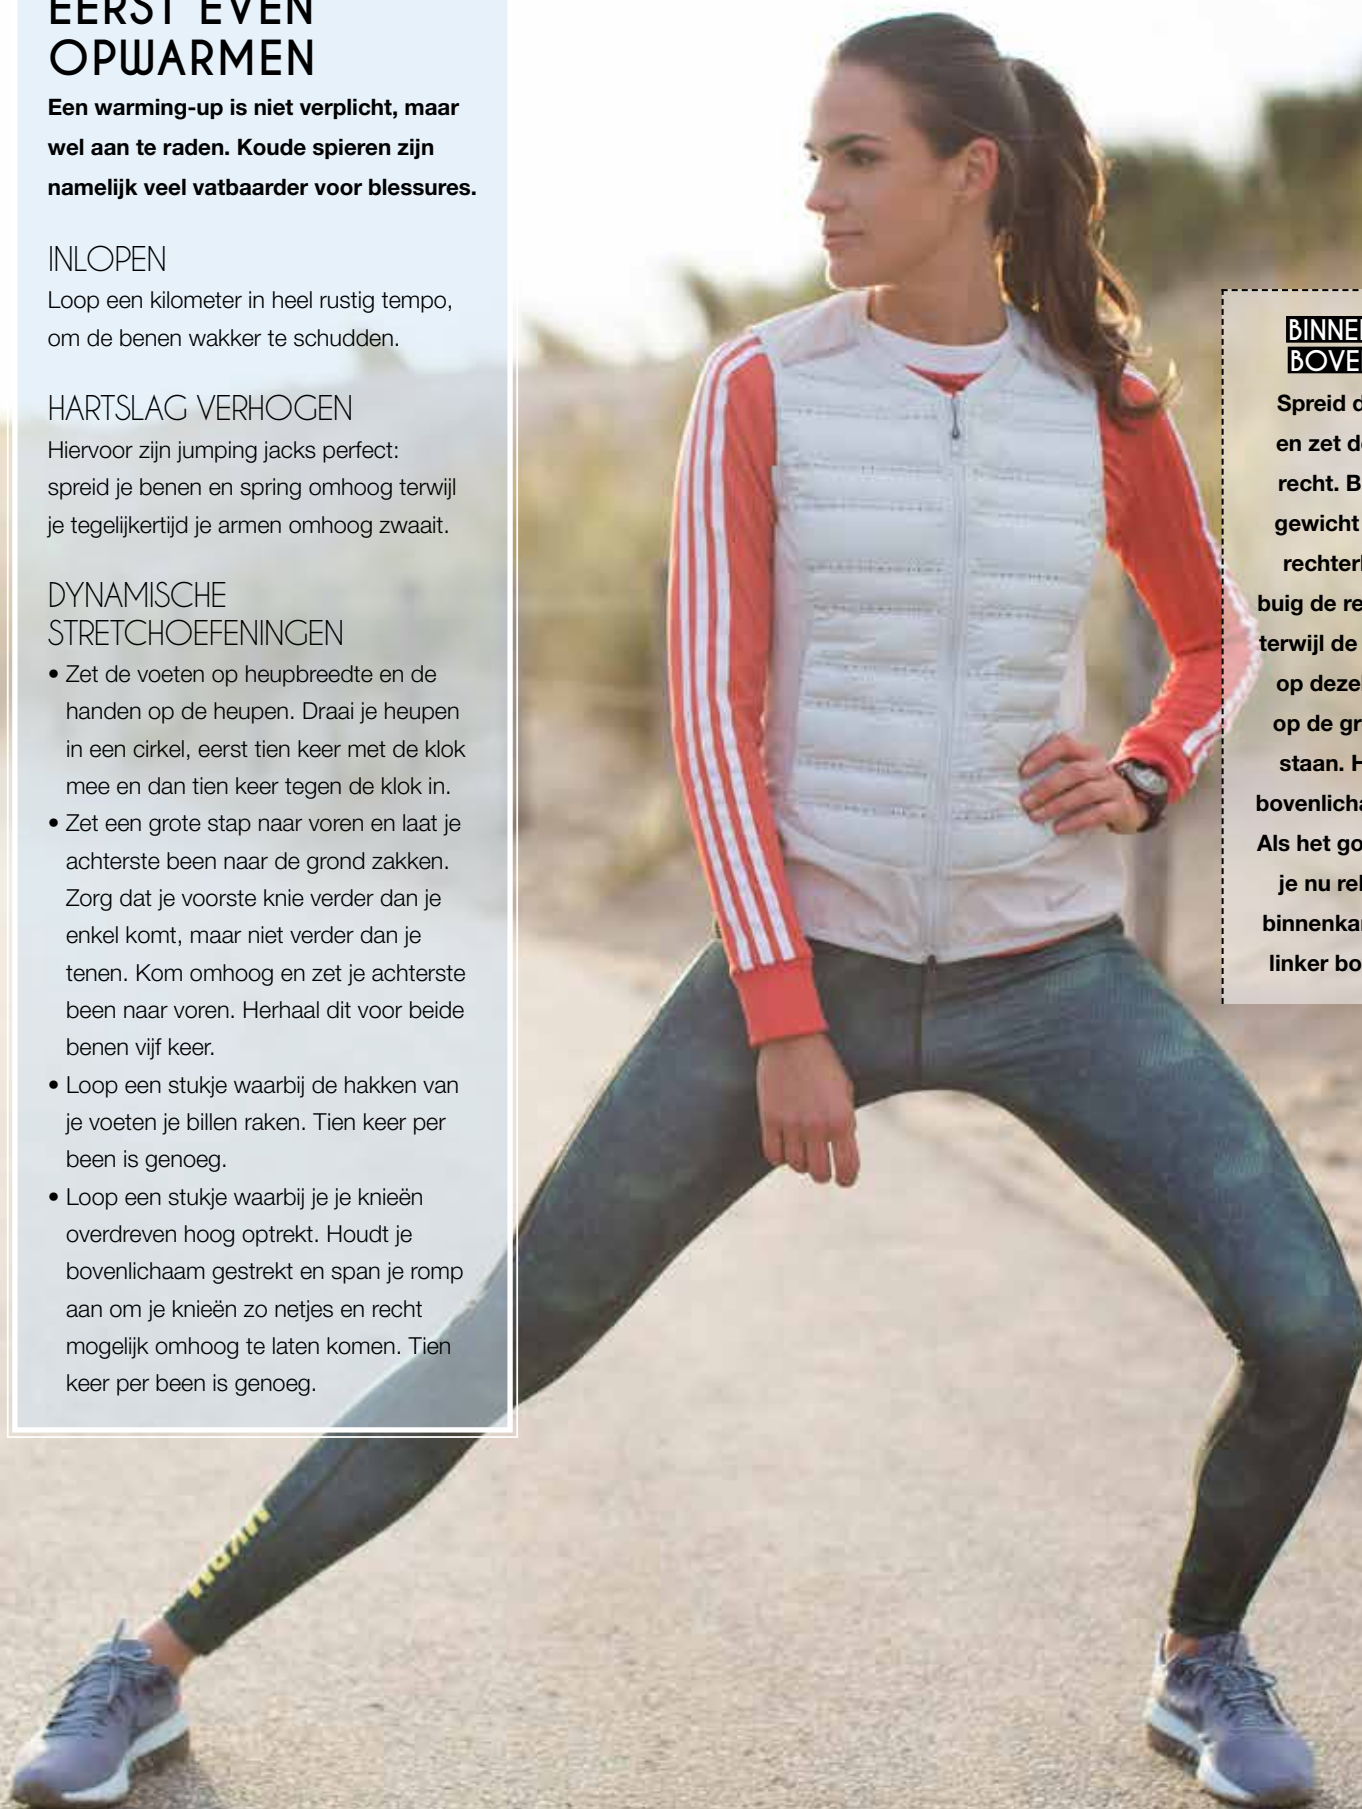 EERST EVEN
OPWARMEN
Een warming-up is niet verplicht, maar
wel aan te raden. Koude spieren zijn
namelijk veel vatbaarder voor blessures.
INLOPEN
Loop een kilometer in heel rustig tempo,
om de benen wakker te schudden.
HARTSLAG VERHOGEN
Hiervoor zijn jumping jacks perfect:
spreid je benen en spring omhoog terwijl
je tegelijkertijd je armen omhoog zwaait.
DYNAMISCHE
STRETCHOEFENINGEN
• Zet de voeten op heupbreedte en de
handen op de heupen. Draai je heupen
in een cirkel, eerst tien keer met de klok
mee en dan tien keer tegen de klok in.
• Zet een grote stap naar voren en laat je
achterste been naar de grond zakken.
Zorg dat je voorste knie verder dan je
enkel komt, maar niet verder dan je
tenen. Kom omhoog en zet je achterste
been naar voren. Herhaal dit voor beide
benen vijf keer.
• Loop een stukje waarbij de hakken van
je voeten je billen raken. Tien keer per
been is genoeg.
• Loop een stukje waarbij je je knieën
overdreven hoog optrekt. Houdt je
bovenlichaam gestrekt en span je romp
aan om je knieën zo netjes en recht
mogelijk omhoog te laten komen. Tien
keer per been is genoeg.
Spreid
en zet
recht.
gewicht
buig de
terwijl de
op
op de
staan.
Als het
je nu
linker